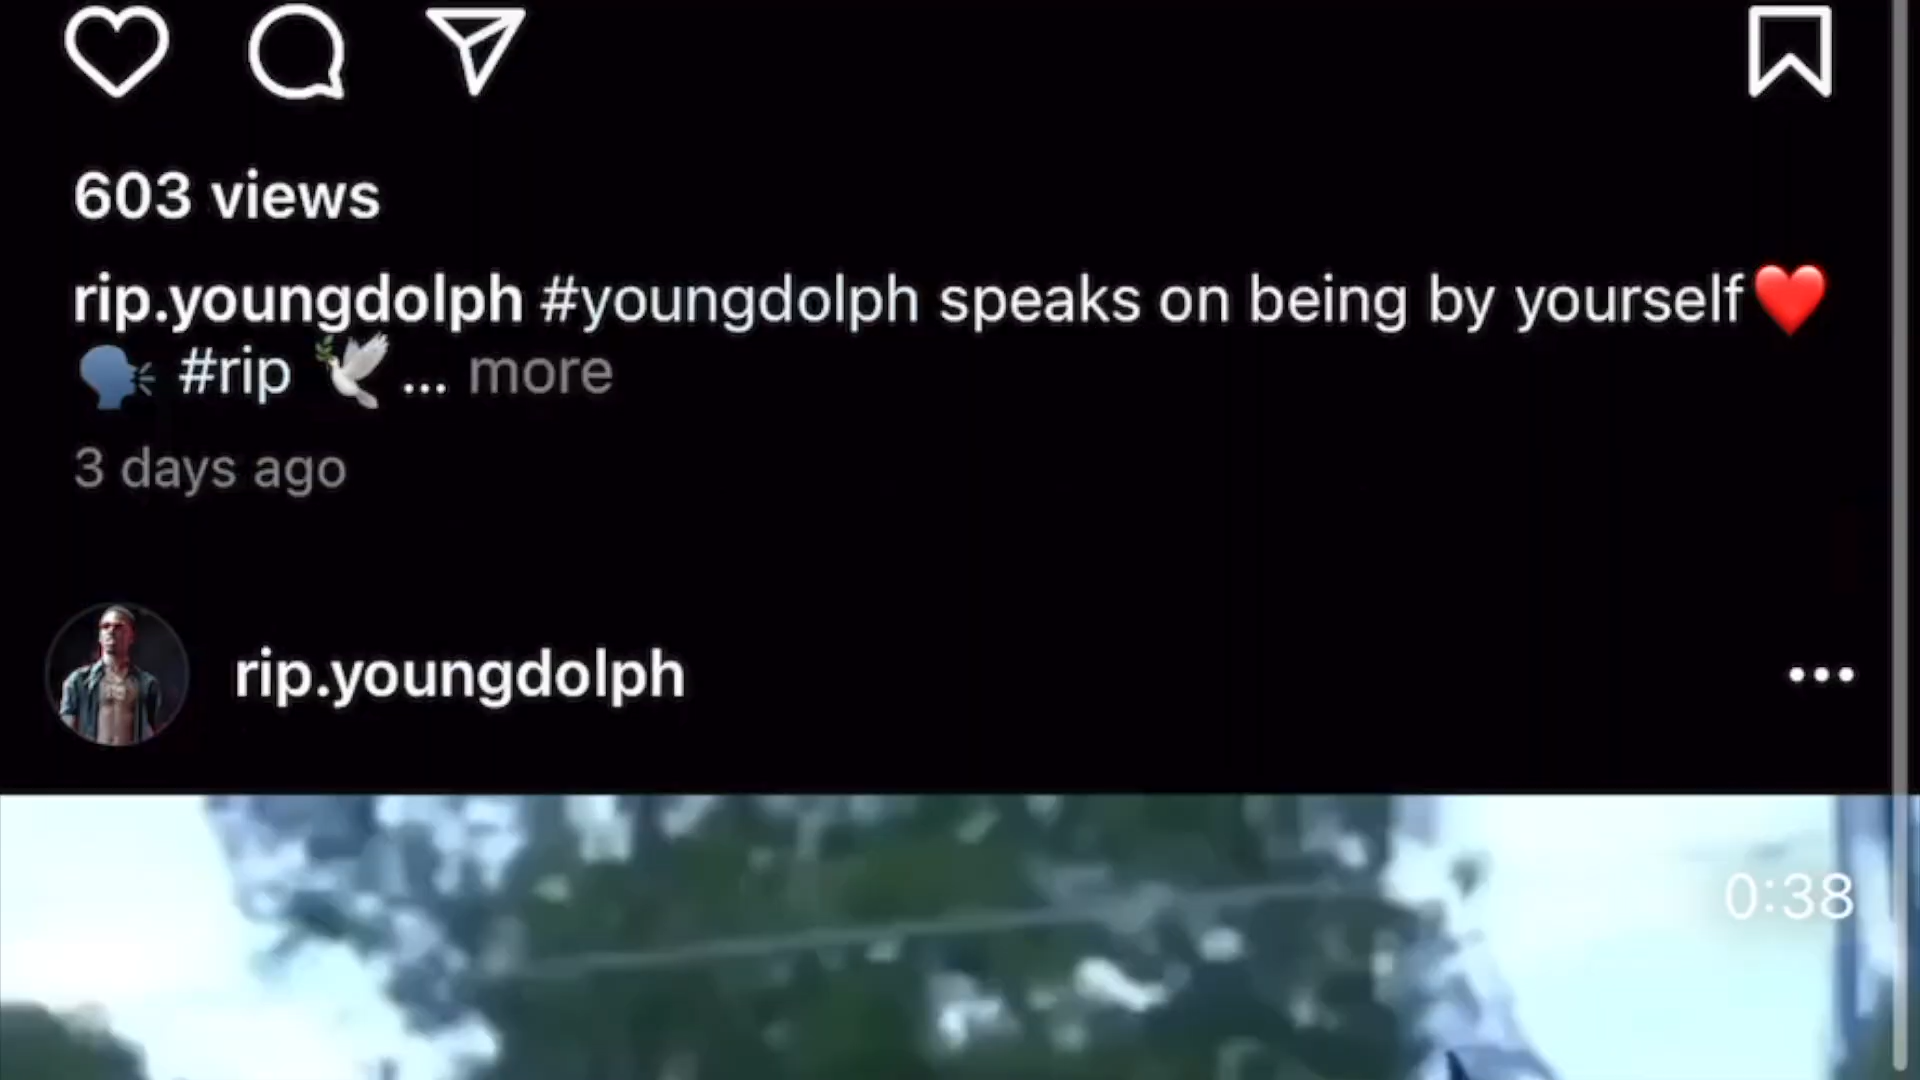 603 views
rip.youngdolph #youngdolph speaks on being by yourself❤️
🗣️ #rip 🕊️ ... more
3 days ago
rip.youngdolph
0:38